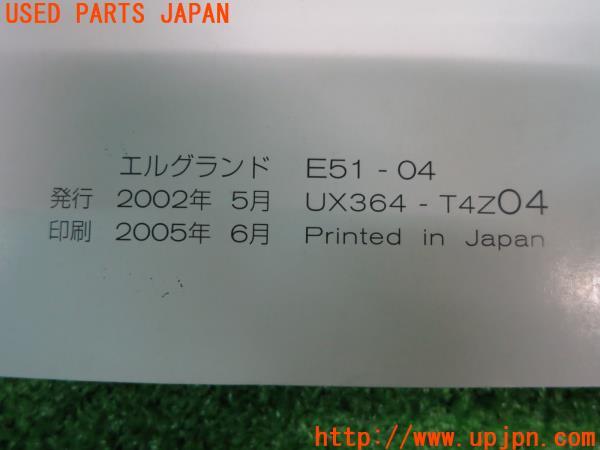 USED PARTS JAPAN
エルグランド E51 - 04
発行 2002年 5月 UX364 - T4Z04
印刷 2005年 6月 Printed in Japan
http://www.upjpn.com